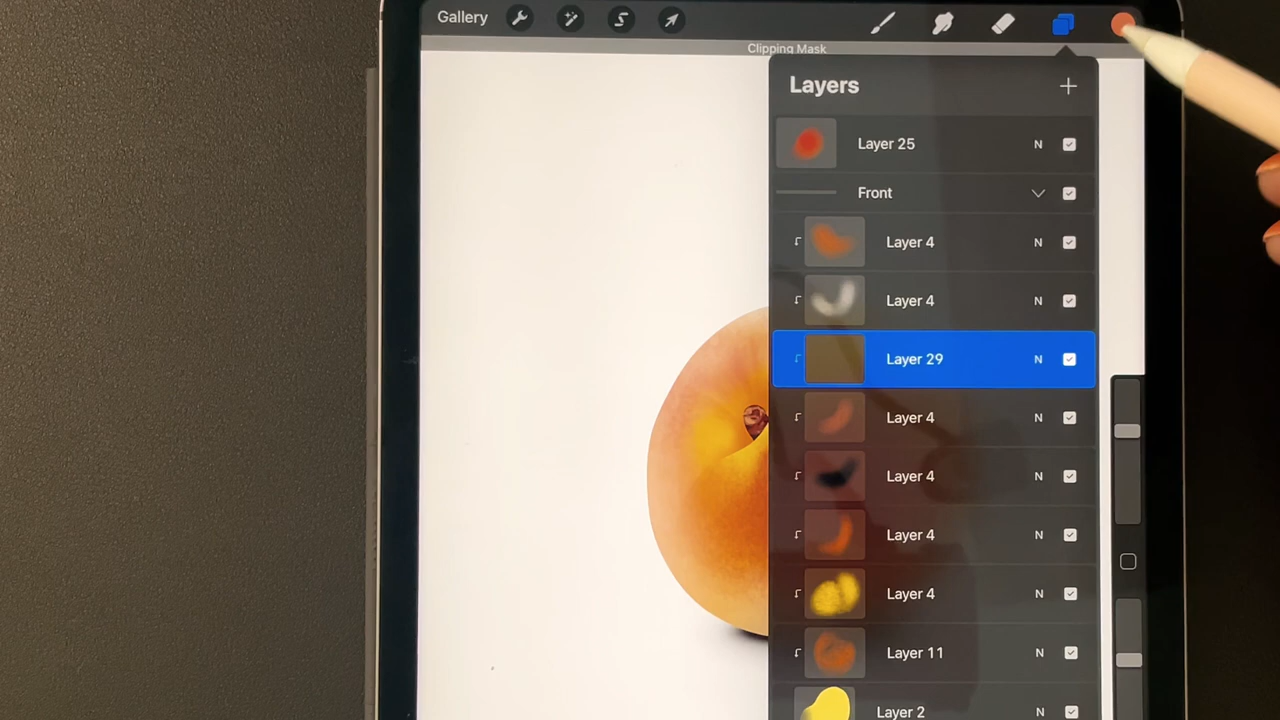 Gallery
Clipping Mask
Layers
Layer 25 N
Front
Layer 4 N
Layer 4 N
Layer 29 N
Layer 4 N
Layer 4 N
Layer 4 N
Layer 4 N
Layer 11 N
Layer 2 N